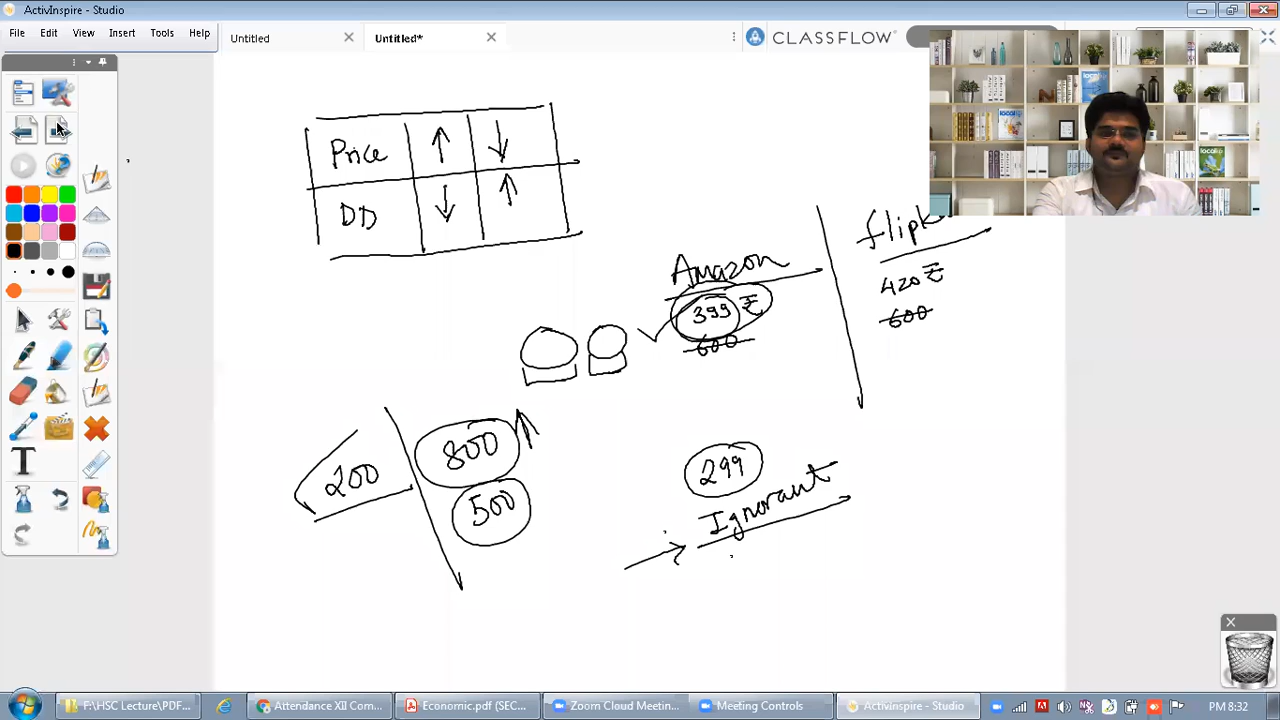 ActivInspire - Studio
File Edit View Insert Tools Help
Untitled
Untitled*
CLASSFLOW
Price ↑ ↓
DD ↓ ↑
Amazon
399 ₹
600
420 ₹
600
200
800 ↑
500
299
Ignorant
T
F:\HSC Lecture\PDF...
Attendance XII Com...
Economic.pdf (SEC...
Zoom Cloud Meetin...
Meeting Controls
ActivInspire - Studio
PM 8:32